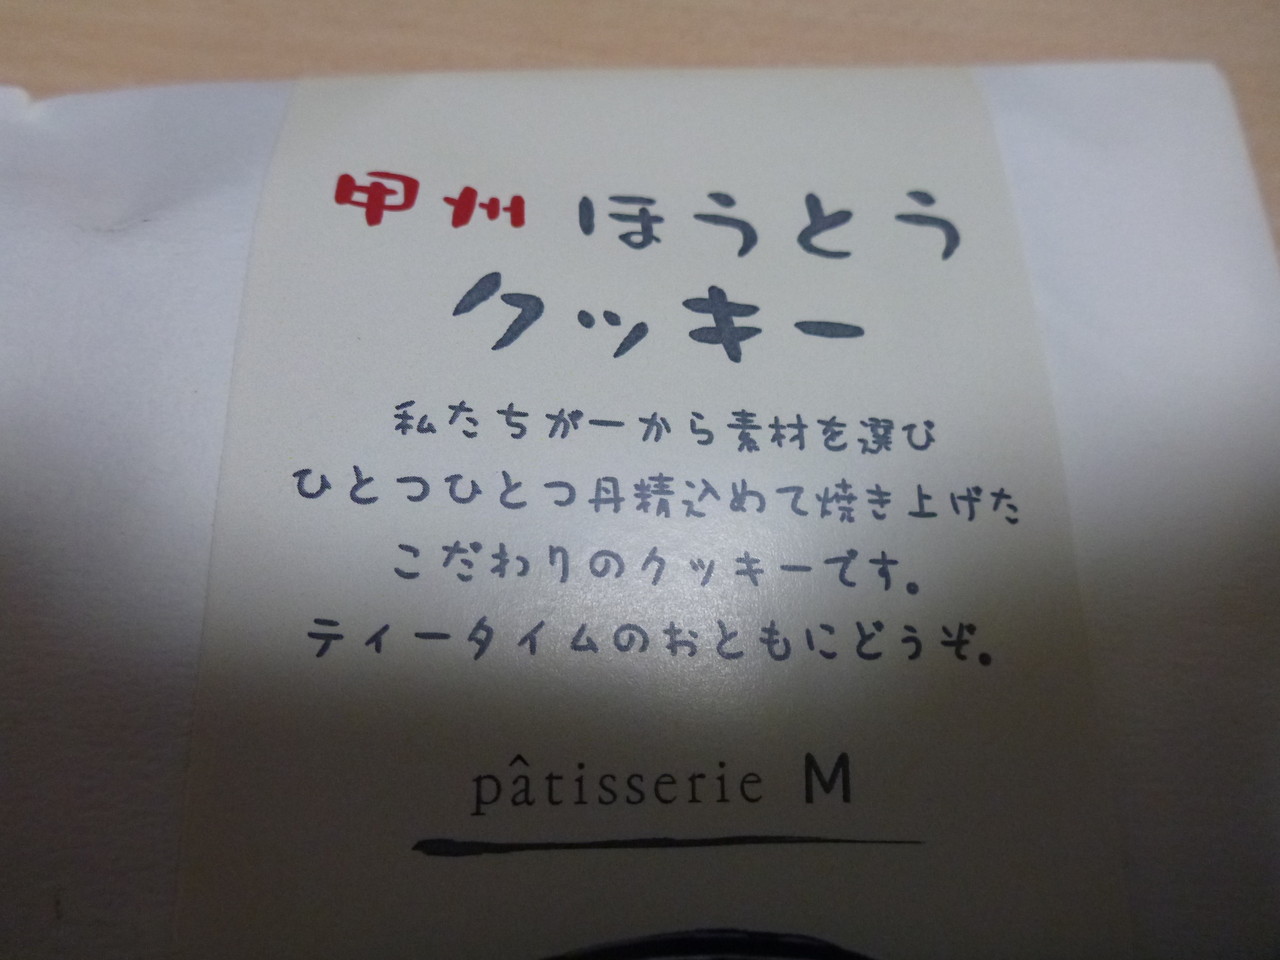 甲州ほうとう
クッキー
私たちが一から素材を選び
ひとつひとつ丹精込めて焼き上げた
こだわりのクッキーです。
ティータイムのおともにどうぞ。
pâtisserie M